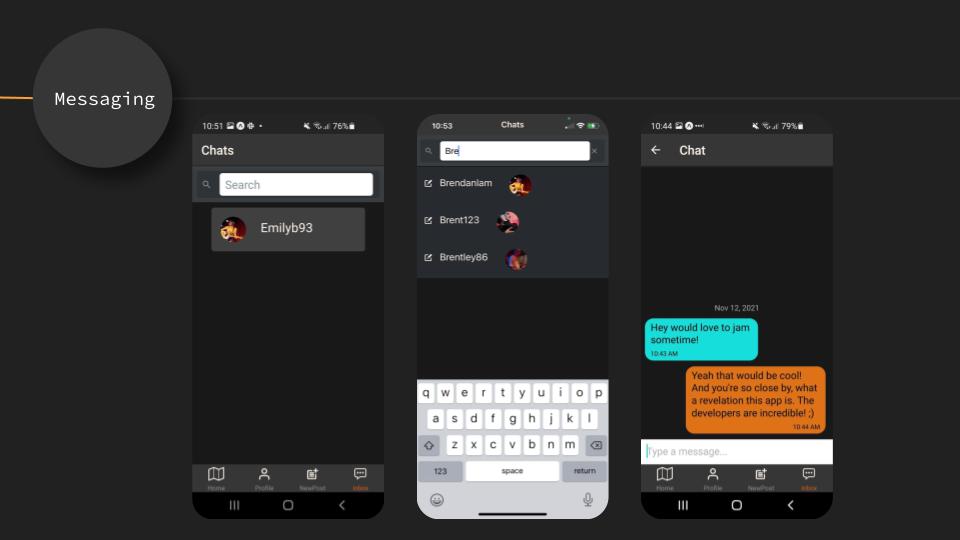 Messaging
10:51
76%
Chats
Search
Emilyb93
Home Profile NewPost Inbox
10:53 Chats
Bre
Brendanlam
Brent123
Brentley86
q w e r t y u i o p
a s d f g h j k l
z x c v b n m
123 space return
10:44
79%
Chat
Nov 12, 2021
Hey would love to jam
sometime!
10:43 AM
Yeah that would be cool!
And you're so close by, what
a revelation this app is. The
developers are incredible! ;)
10:44 AM
Type a message...
Home Profile NewPost Inbox